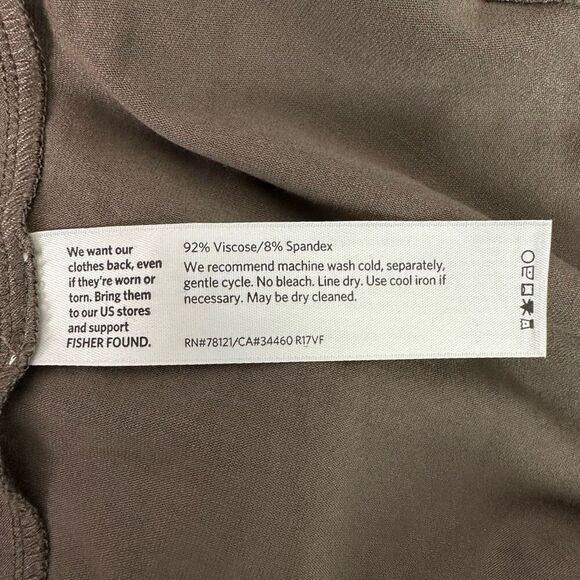 We want our
clothes back, even
if they're worn or
torn. Bring them
to our US stores
and support
FISHER FOUND.
92% Viscose/8% Spandex
We recommend machine wash cold, separately,
gentle cycle. No bleach. Line dry. Use cool iron if
necessary. May be dry cleaned.
RN#78121/CA#34460 R17VF